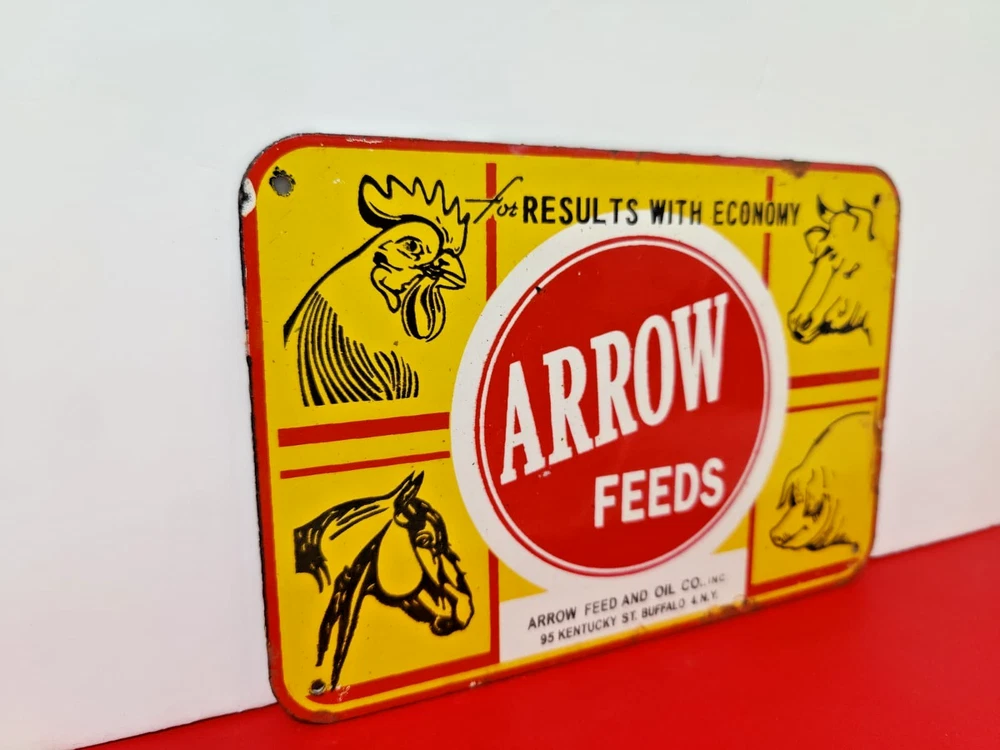 for RESULTS WITH ECONOMY
ARROW
FEEDS
ARROW FEED AND OIL CO., INC.
95 KENTUCKY ST. BUFFALO 4, N.Y.